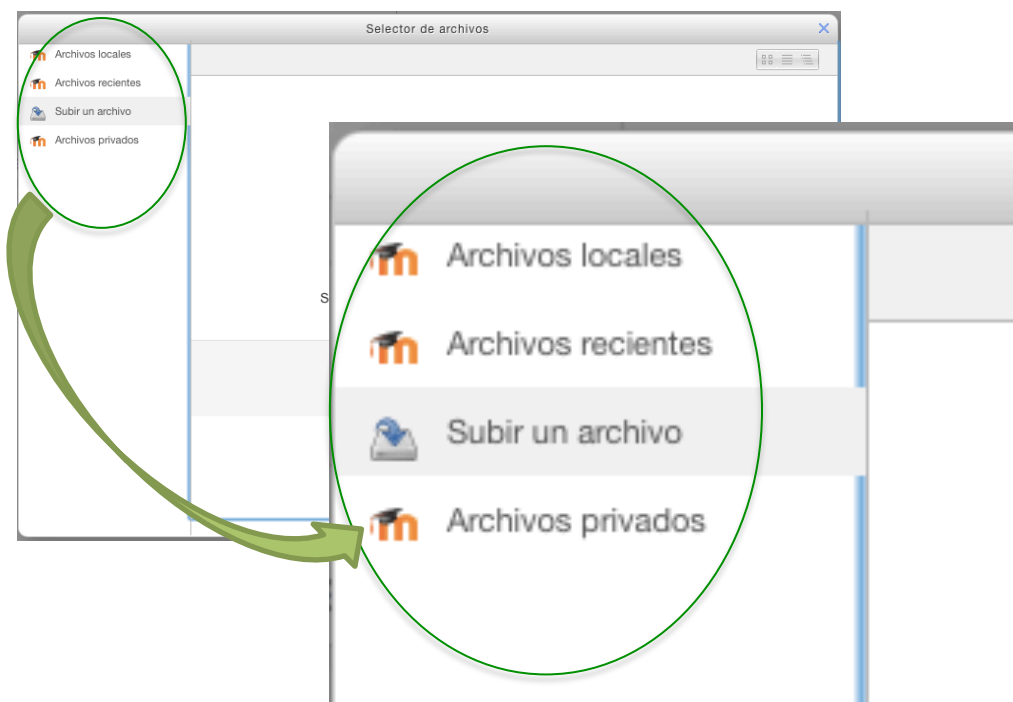 Selector de archivos
Archivos locales
Archivos recientes
Subir un archivo
Archivos privados
S
Archivos locales
Archivos recientes
Subir un archivo
Archivos privados